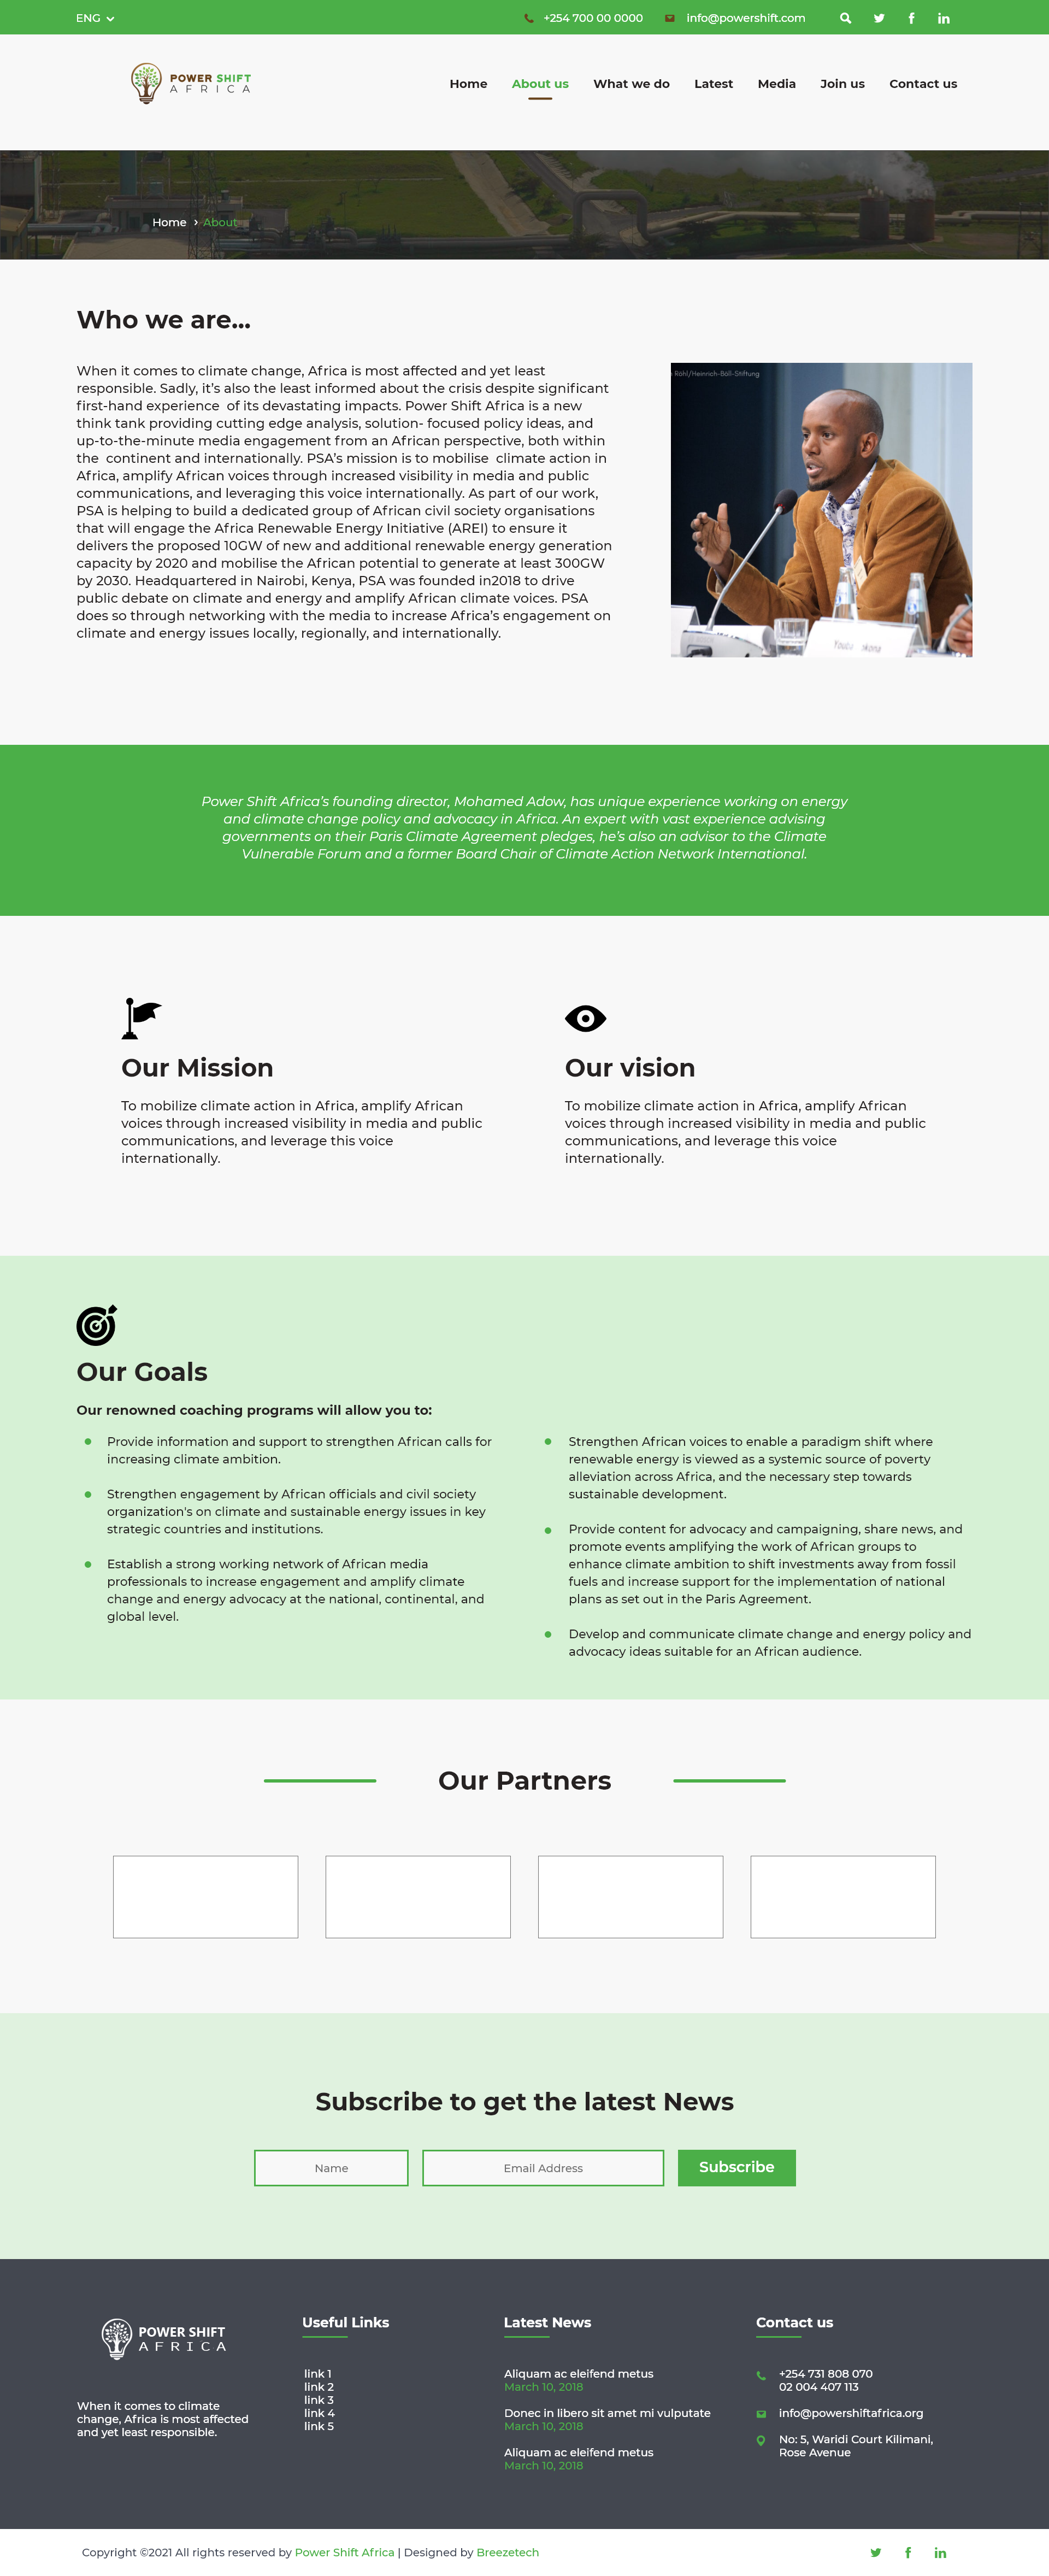 ENG
+254 700 00 0000
info@powershift.com
POWER SHIFT
AFRICA
Home About us What we do Latest Media Join us Contact us
Home › About
Who we are...
When it comes to climate change, Africa is most affected and yet least
responsible. Sadly, it’s also the least informed about the crisis despite significant
first-hand experience of its devastating impacts. Power Shift Africa is a new
think tank providing cutting edge analysis, solution- focused policy ideas, and
up-to-the-minute media engagement from an African perspective, both within
the continent and internationally. PSA’s mission is to mobilise climate action in
Africa, amplify African voices through increased visibility in media and public
communications, and leveraging this voice internationally. As part of our work,
PSA is helping to build a dedicated group of African civil society organisations
that will engage the Africa Renewable Energy Initiative (AREI) to ensure it
delivers the proposed 10GW of new and additional renewable energy generation
capacity by 2020 and mobilise the African potential to generate at least 300GW
by 2030. Headquartered in Nairobi, Kenya, PSA was founded in2018 to drive
public debate on climate and energy and amplify African climate voices. PSA
does so through networking with the media to increase Africa’s engagement on
climate and energy issues locally, regionally, and internationally.
Röhl/Heinrich-Böll-Stiftung
Power Shift Africa’s founding director, Mohamed Adow, has unique experience working on energy
and climate change policy and advocacy in Africa. An expert with vast experience advising
governments on their Paris Climate Agreement pledges, he’s also an advisor to the Climate
Vulnerable Forum and a former Board Chair of Climate Action Network International.
Our Mission
To mobilize climate action in Africa, amplify African
voices through increased visibility in media and public
communications, and leverage this voice
internationally.
Our vision
To mobilize climate action in Africa, amplify African
voices through increased visibility in media and public
communications, and leverage this voice
internationally.
Our Goals
Our renowned coaching programs will allow you to:
Provide information and support to strengthen African calls for
increasing climate ambition.
Strengthen engagement by African officials and civil society
organization's on climate and sustainable energy issues in key
strategic countries and institutions.
Establish a strong working network of African media
professionals to increase engagement and amplify climate
change and energy advocacy at the national, continental, and
global level.
Strengthen African voices to enable a paradigm shift where
renewable energy is viewed as a systemic source of poverty
alleviation across Africa, and the necessary step towards
sustainable development.
Provide content for advocacy and campaigning, share news, and
promote events amplifying the work of African groups to
enhance climate ambition to shift investments away from fossil
fuels and increase support for the implementation of national
plans as set out in the Paris Agreement.
Develop and communicate climate change and energy policy and
advocacy ideas suitable for an African audience.
Our Partners
Subscribe to get the latest News
Name
Email Address
Subscribe
POWER SHIFT
AFRICA
When it comes to climate
change, Africa is most affected
and yet least responsible.
Useful Links
link 1
link 2
link 3
link 4
link 5
Latest News
Aliquam ac eleifend metus
March 10, 2018
Donec in libero sit amet mi vulputate
March 10, 2018
Aliquam ac eleifend metus
March 10, 2018
Contact us
+254 731 808 070
02 004 407 113
info@powershiftafrica.org
No: 5, Waridi Court Kilimani,
Rose Avenue
Copyright ©2021 All rights reserved by Power Shift Africa | Designed by Breezetech